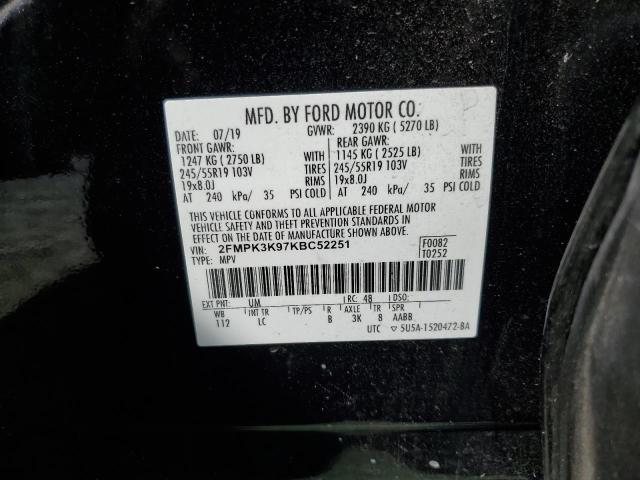 MFD. BY FORD MOTOR CO.
DATE: 07/19 GVWR: 2390 KG ( 5270 LB)
FRONT GAWR: REAR GAWR:
1247 KG ( 2750 LB) WITH 1145 KG ( 2525 LB) WITH
245/55R19 103V TIRES 245/55R19 103V TIRES
19x8.0J RIMS 19x8.0J RIMS
AT 240 kPa/ 35 PSI COLD AT 240 kPa/ 35 PSI COLD
THIS VEHICLE CONFORMS TO ALL APPLICABLE FEDERAL MOTOR
VEHICLE SAFETY AND THEFT PREVENTION STANDARDS IN
EFFECT ON THE DATE OF MANUFACTURE SHOWN ABOVE.
VIN: 2FMPK3K97KBC52251 F0082
TYPE: MPV T0252
EXT PNT: UM RC: 48 DSO:
WB INT TR TP/PS R AXLE TR SPR
112 LC B 3K 8 AABB
UTC ▽ 5U5A-1520472-BA